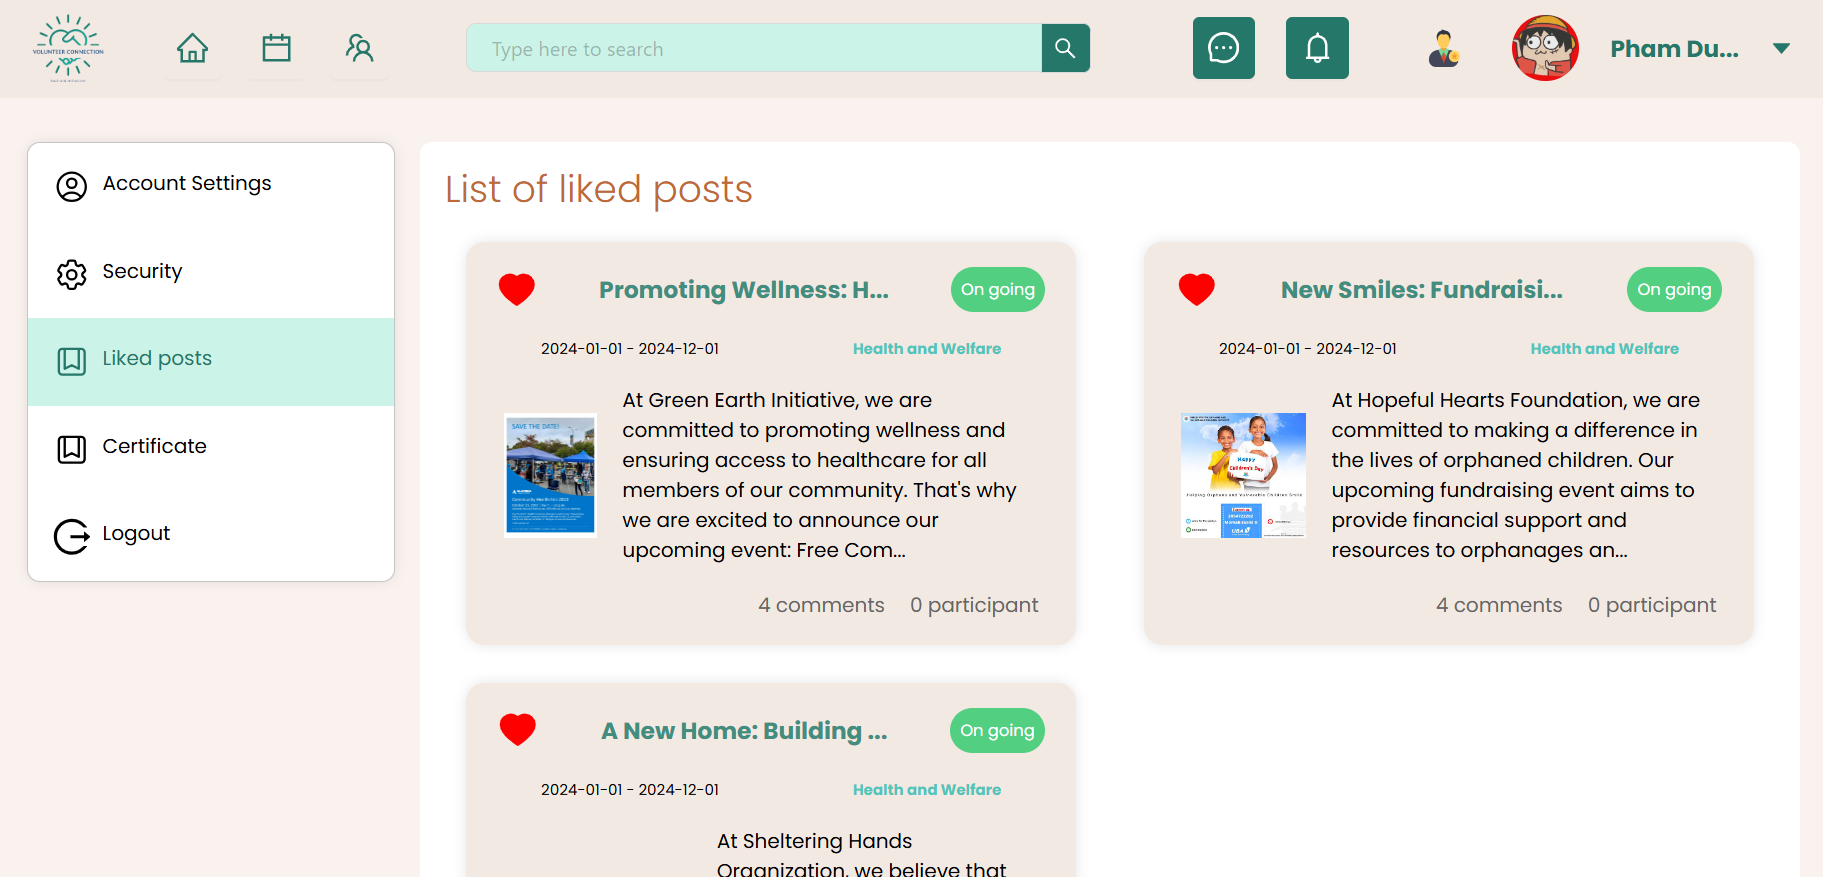 VOLUNTEER CONNECTION
Type here to search
Pham Du...
Account Settings
Security
Liked posts
Certificate
Logout
List of liked posts
Promoting Wellness: H...
On going
2024-01-01 - 2024-12-01
Health and Welfare
SAVE THE DATE!
At Green Earth Initiative, we are
committed to promoting wellness and
ensuring access to healthcare for all
members of our community. That's why
we are excited to announce our
upcoming event: Free Com...
4 comments
0 participant
New Smiles: Fundraisi...
On going
2024-01-01 - 2024-12-01
Health and Welfare
HAPPY
Children's Day
Helping Orphans and Vulnerable Children Smile
UBA
At Hopeful Hearts Foundation, we are
committed to making a difference in
the lives of orphaned children. Our
upcoming fundraising event aims to
provide financial support and
resources to orphanages an...
4 comments
0 participant
A New Home: Building ...
On going
2024-01-01 - 2024-12-01
Health and Welfare
At Sheltering Hands
Organization, we believe that